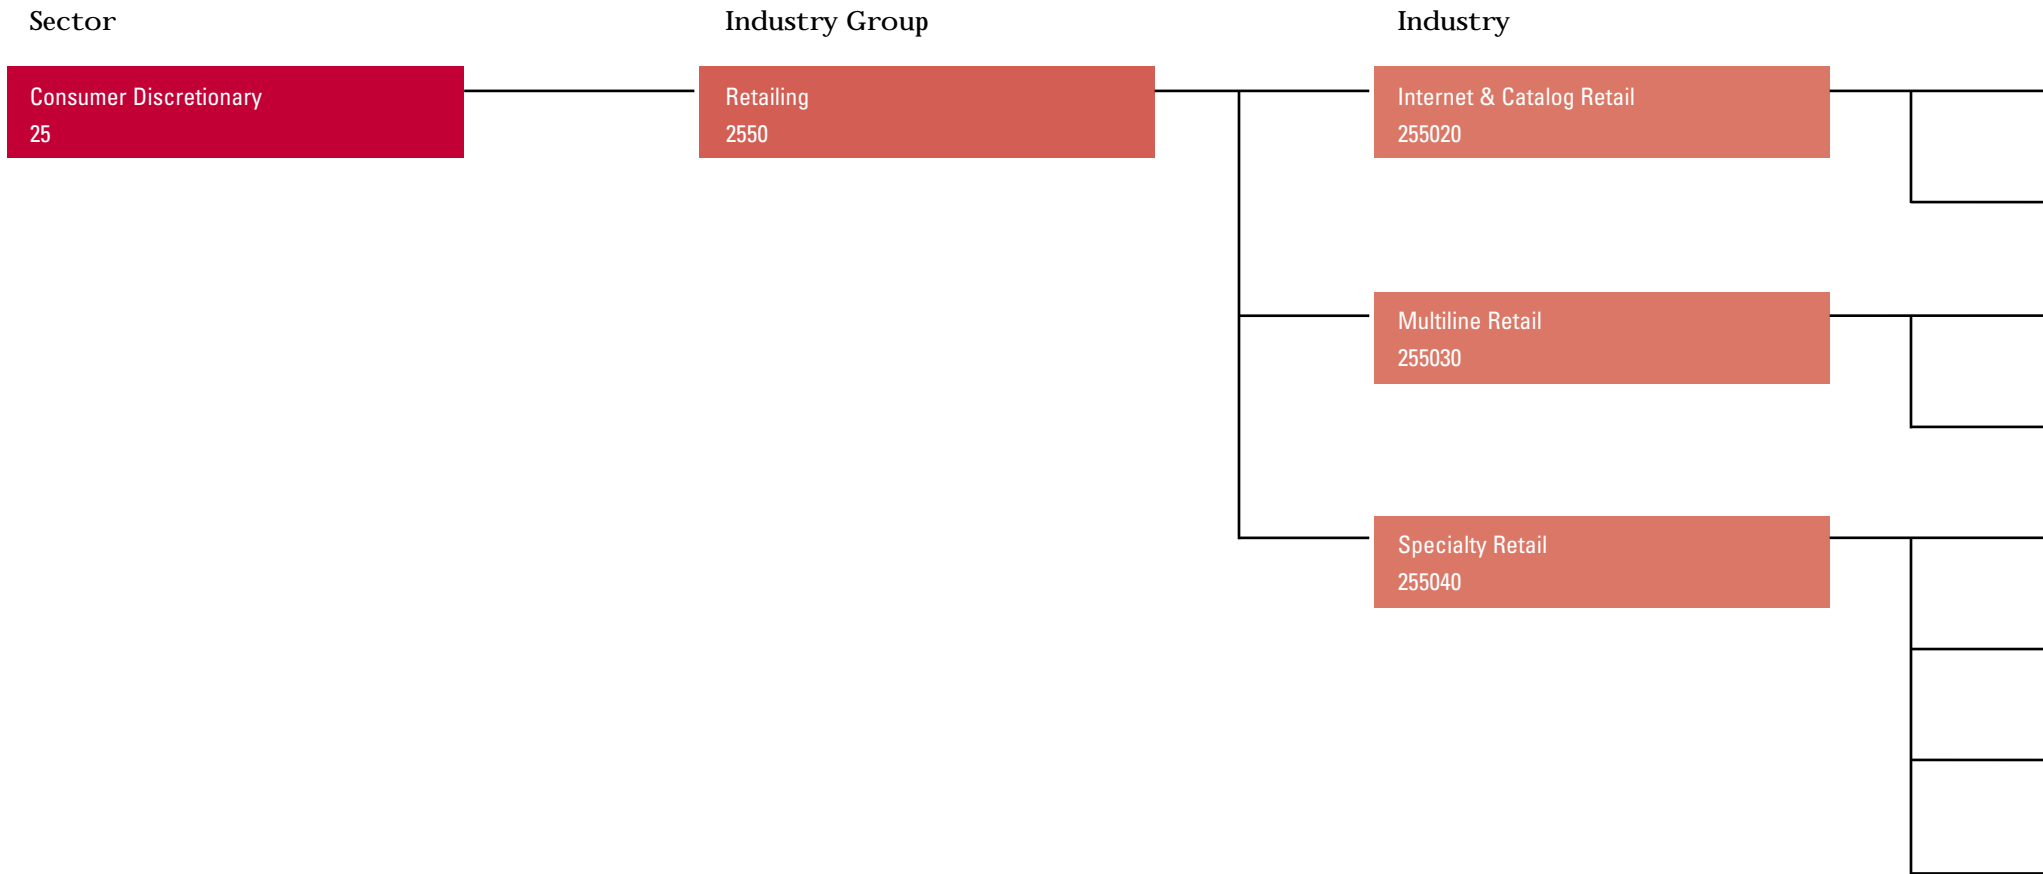 Sector
Industry Group
Industry
Consumer Discretionary
25
Retailing
2550
Internet & Catalog Retail
255020
Multiline Retail
255030
Specialty Retail
255040